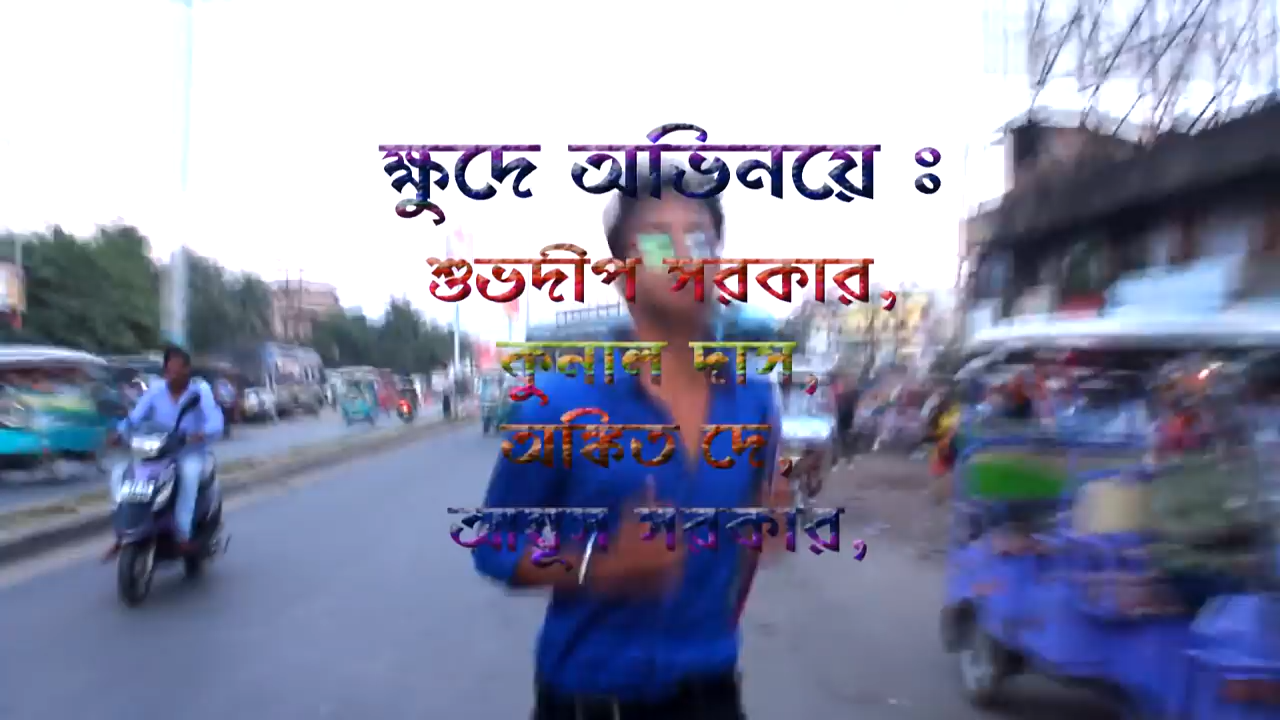 ক্ষুদে অভিনয়ে ঃ
শুভদীপ সরকার,
কুনাল দাস,
অঙ্কিত দে,
সরকার,